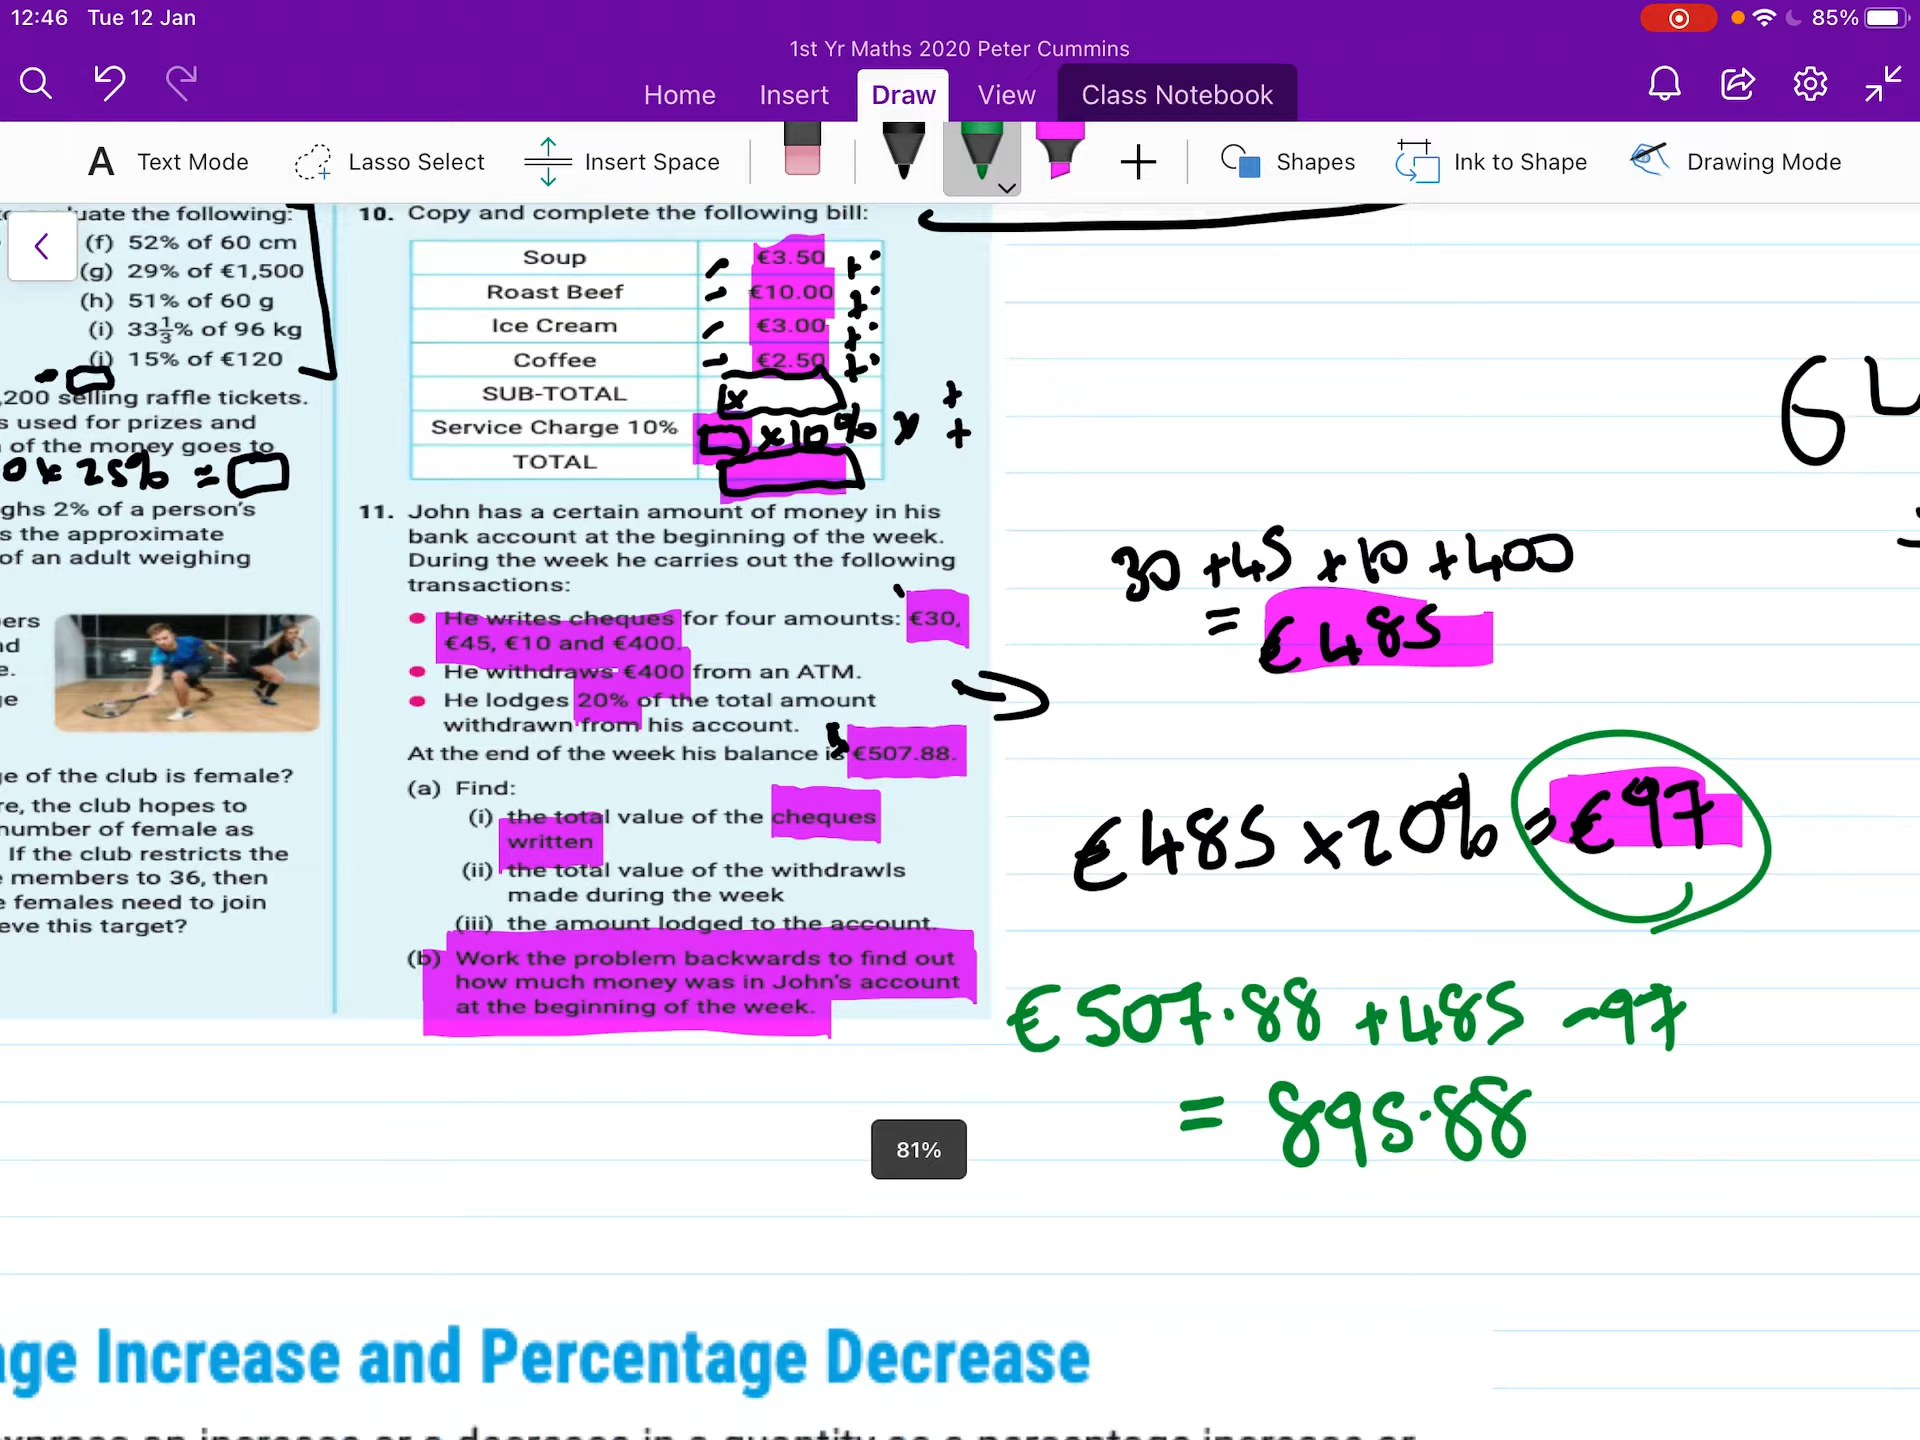 12:46 Tue 12 Jan
85%
1st Yr Maths 2020 Peter Cummins
Home Insert Draw View Class Notebook
A Text Mode Lasso Select Insert Space Shapes Ink to Shape Drawing Mode
uate the following:
(f) 52% of 60 cm
(g) 29% of €1,500
(h) 51% of 60 g
(i) 33⅓% of 96 kg
(j) 15% of €120
,200 selling raffle tickets.
s used for prizes and
of the money goes to
0 x 25% =
ghs 2% of a person's
s the approximate
of an adult weighing
ers
nd
e.
ge
ge of the club is female?
re, the club hopes to
number of female as
If the club restricts the
members to 36, then
e females need to join
eve this target?
10. Copy and complete the following bill:
Soup €3.50
Roast Beef €10.00
Ice Cream €3.00
Coffee €2.50
SUB-TOTAL
Service Charge 10% x 10%
TOTAL
11. John has a certain amount of money in his
bank account at the beginning of the week.
During the week he carries out the following
transactions:
• He writes cheques for four amounts: €30,
€45, €10 and €400.
• He withdraws €400 from an ATM.
• He lodges 20% of the total amount
withdrawn from his account.
At the end of the week his balance is €507.88.
(a) Find:
(i) the total value of the cheques
written
(ii) the total value of the withdrawls
made during the week
(iii) the amount lodged to the account.
(b) Work the problem backwards to find out
how much money was in John's account
at the beginning of the week.
64
30 +45 +10 +400
= €485
€485 x20% = €97
€507.88 +485 -97
= 895.88
81%
age Increase and Percentage Decrease